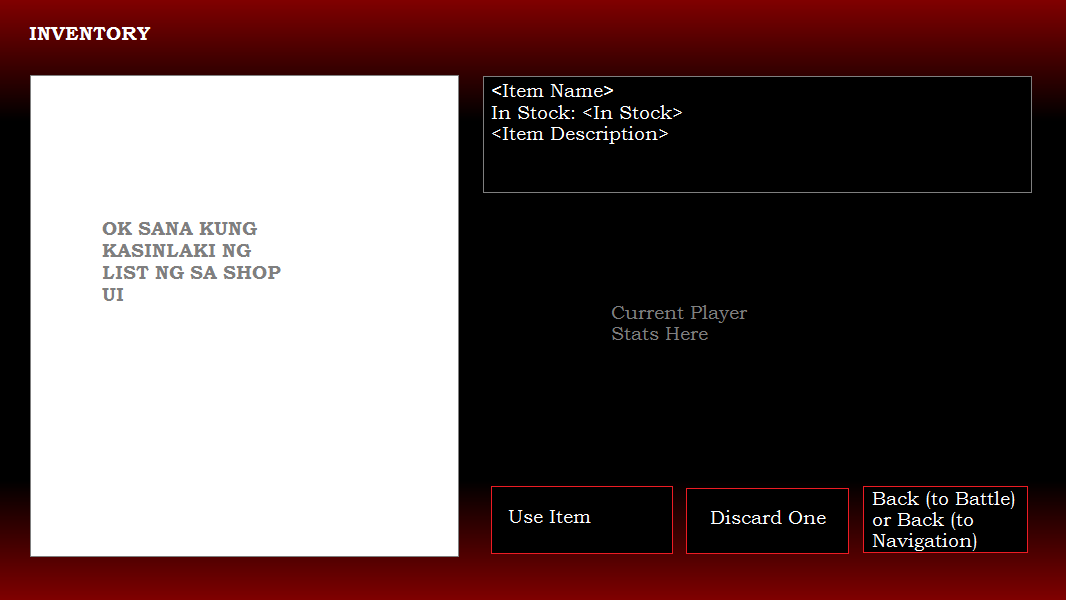 INVENTORY
OK SANA KUNG
KASINLAKI NG
LIST NG SA SHOP
UI
<Item Name>
In Stock: <In Stock>
<Item Description>
Current Player
Stats Here
Use Item
Discard One
Back (to Battle)
or Back (to
Navigation)